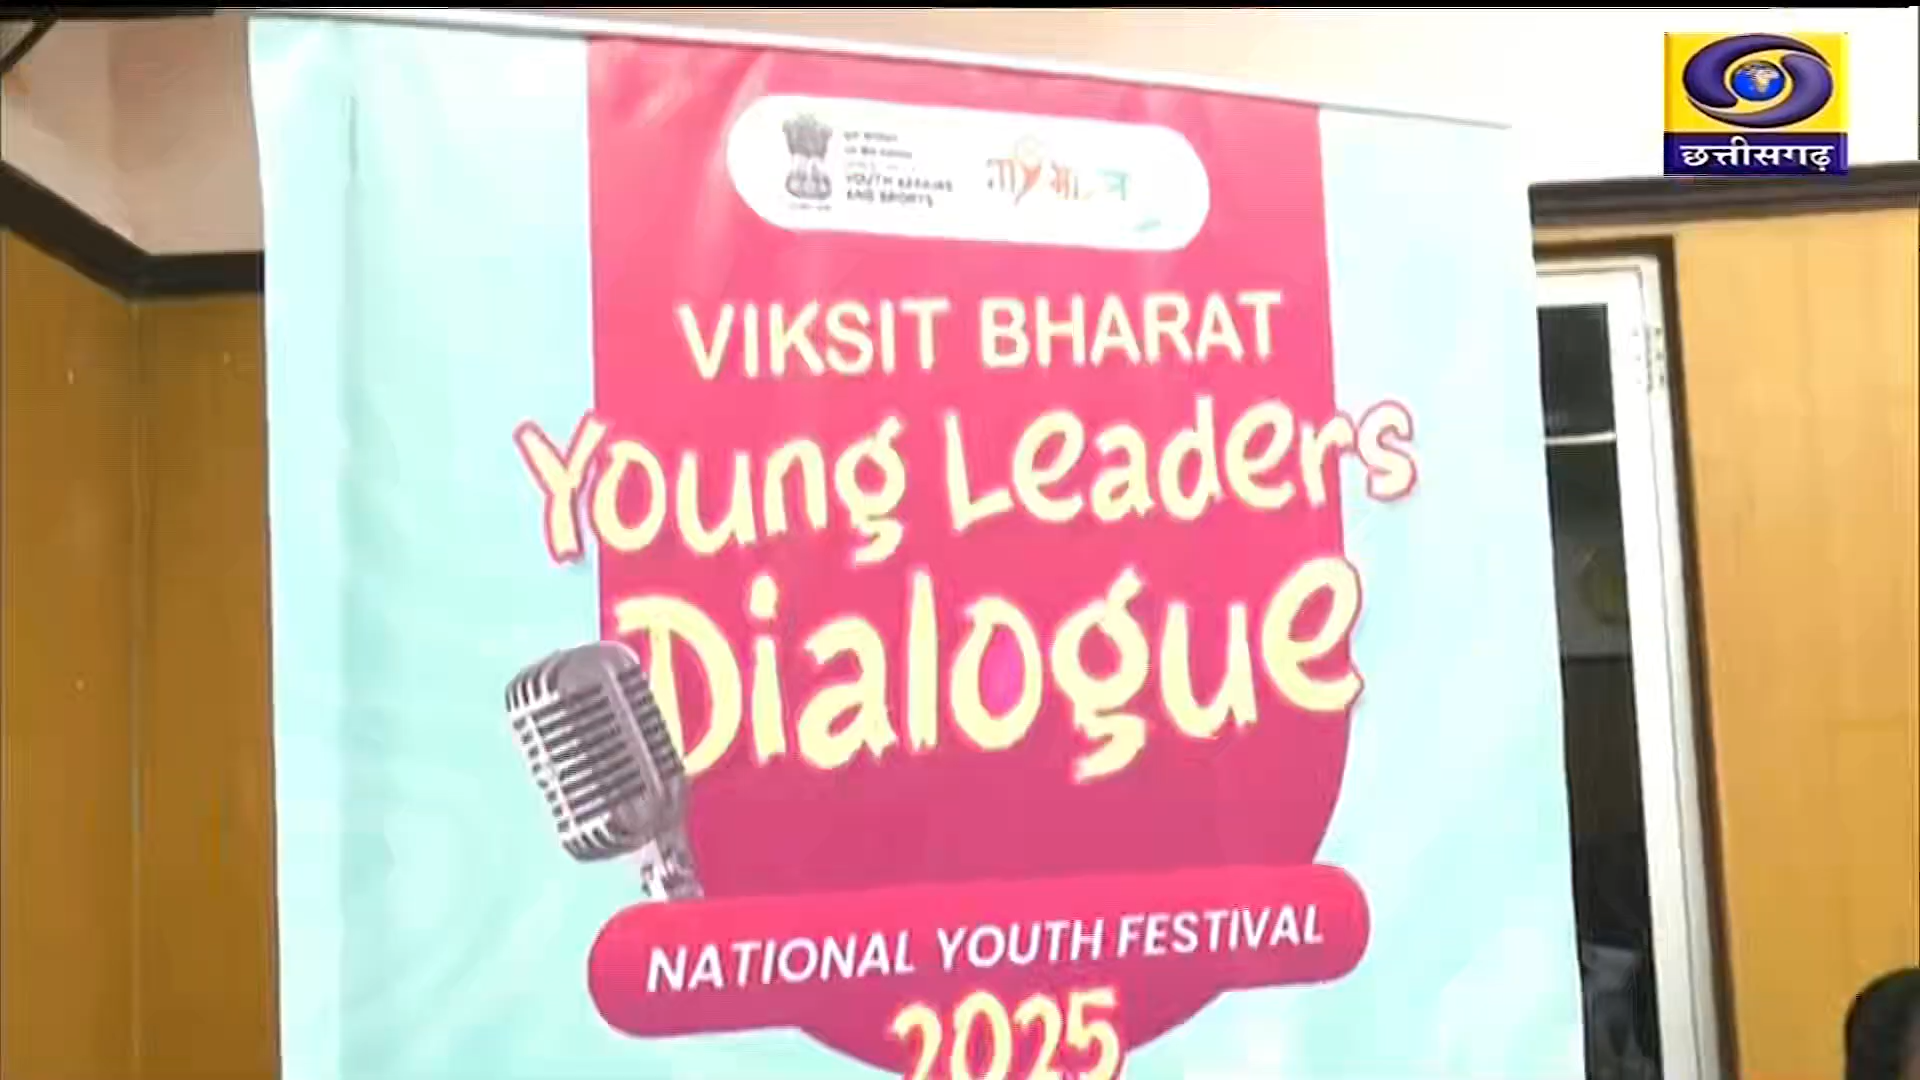 छत्तीसगढ़
YOUTH AFFAIRS
AND SPORTS
VIKSIT BHARAT
Young Leaders
Dialogue
NATIONAL YOUTH FESTIVAL
2025